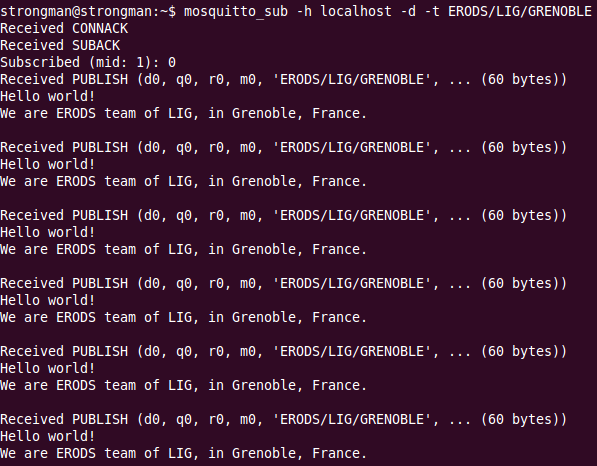 strongman@strongman:~$ mosquitto_sub -h localhost -d -t ERODS/LIG/GRENOBLE
Received CONNACK
Received SUBACK
Subscribed (mid: 1): 0
Received PUBLISH (d0, q0, r0, m0, 'ERODS/LIG/GRENOBLE', ... (60 bytes))
Hello world!
We are ERODS team of LIG, in Grenoble, France.

Received PUBLISH (d0, q0, r0, m0, 'ERODS/LIG/GRENOBLE', ... (60 bytes))
Hello world!
We are ERODS team of LIG, in Grenoble, France.

Received PUBLISH (d0, q0, r0, m0, 'ERODS/LIG/GRENOBLE', ... (60 bytes))
Hello world!
We are ERODS team of LIG, in Grenoble, France.

Received PUBLISH (d0, q0, r0, m0, 'ERODS/LIG/GRENOBLE', ... (60 bytes))
Hello world!
We are ERODS team of LIG, in Grenoble, France.

Received PUBLISH (d0, q0, r0, m0, 'ERODS/LIG/GRENOBLE', ... (60 bytes))
Hello world!
We are ERODS team of LIG, in Grenoble, France.

Received PUBLISH (d0, q0, r0, m0, 'ERODS/LIG/GRENOBLE', ... (60 bytes))
Hello world!
We are ERODS team of LIG, in Grenoble, France.